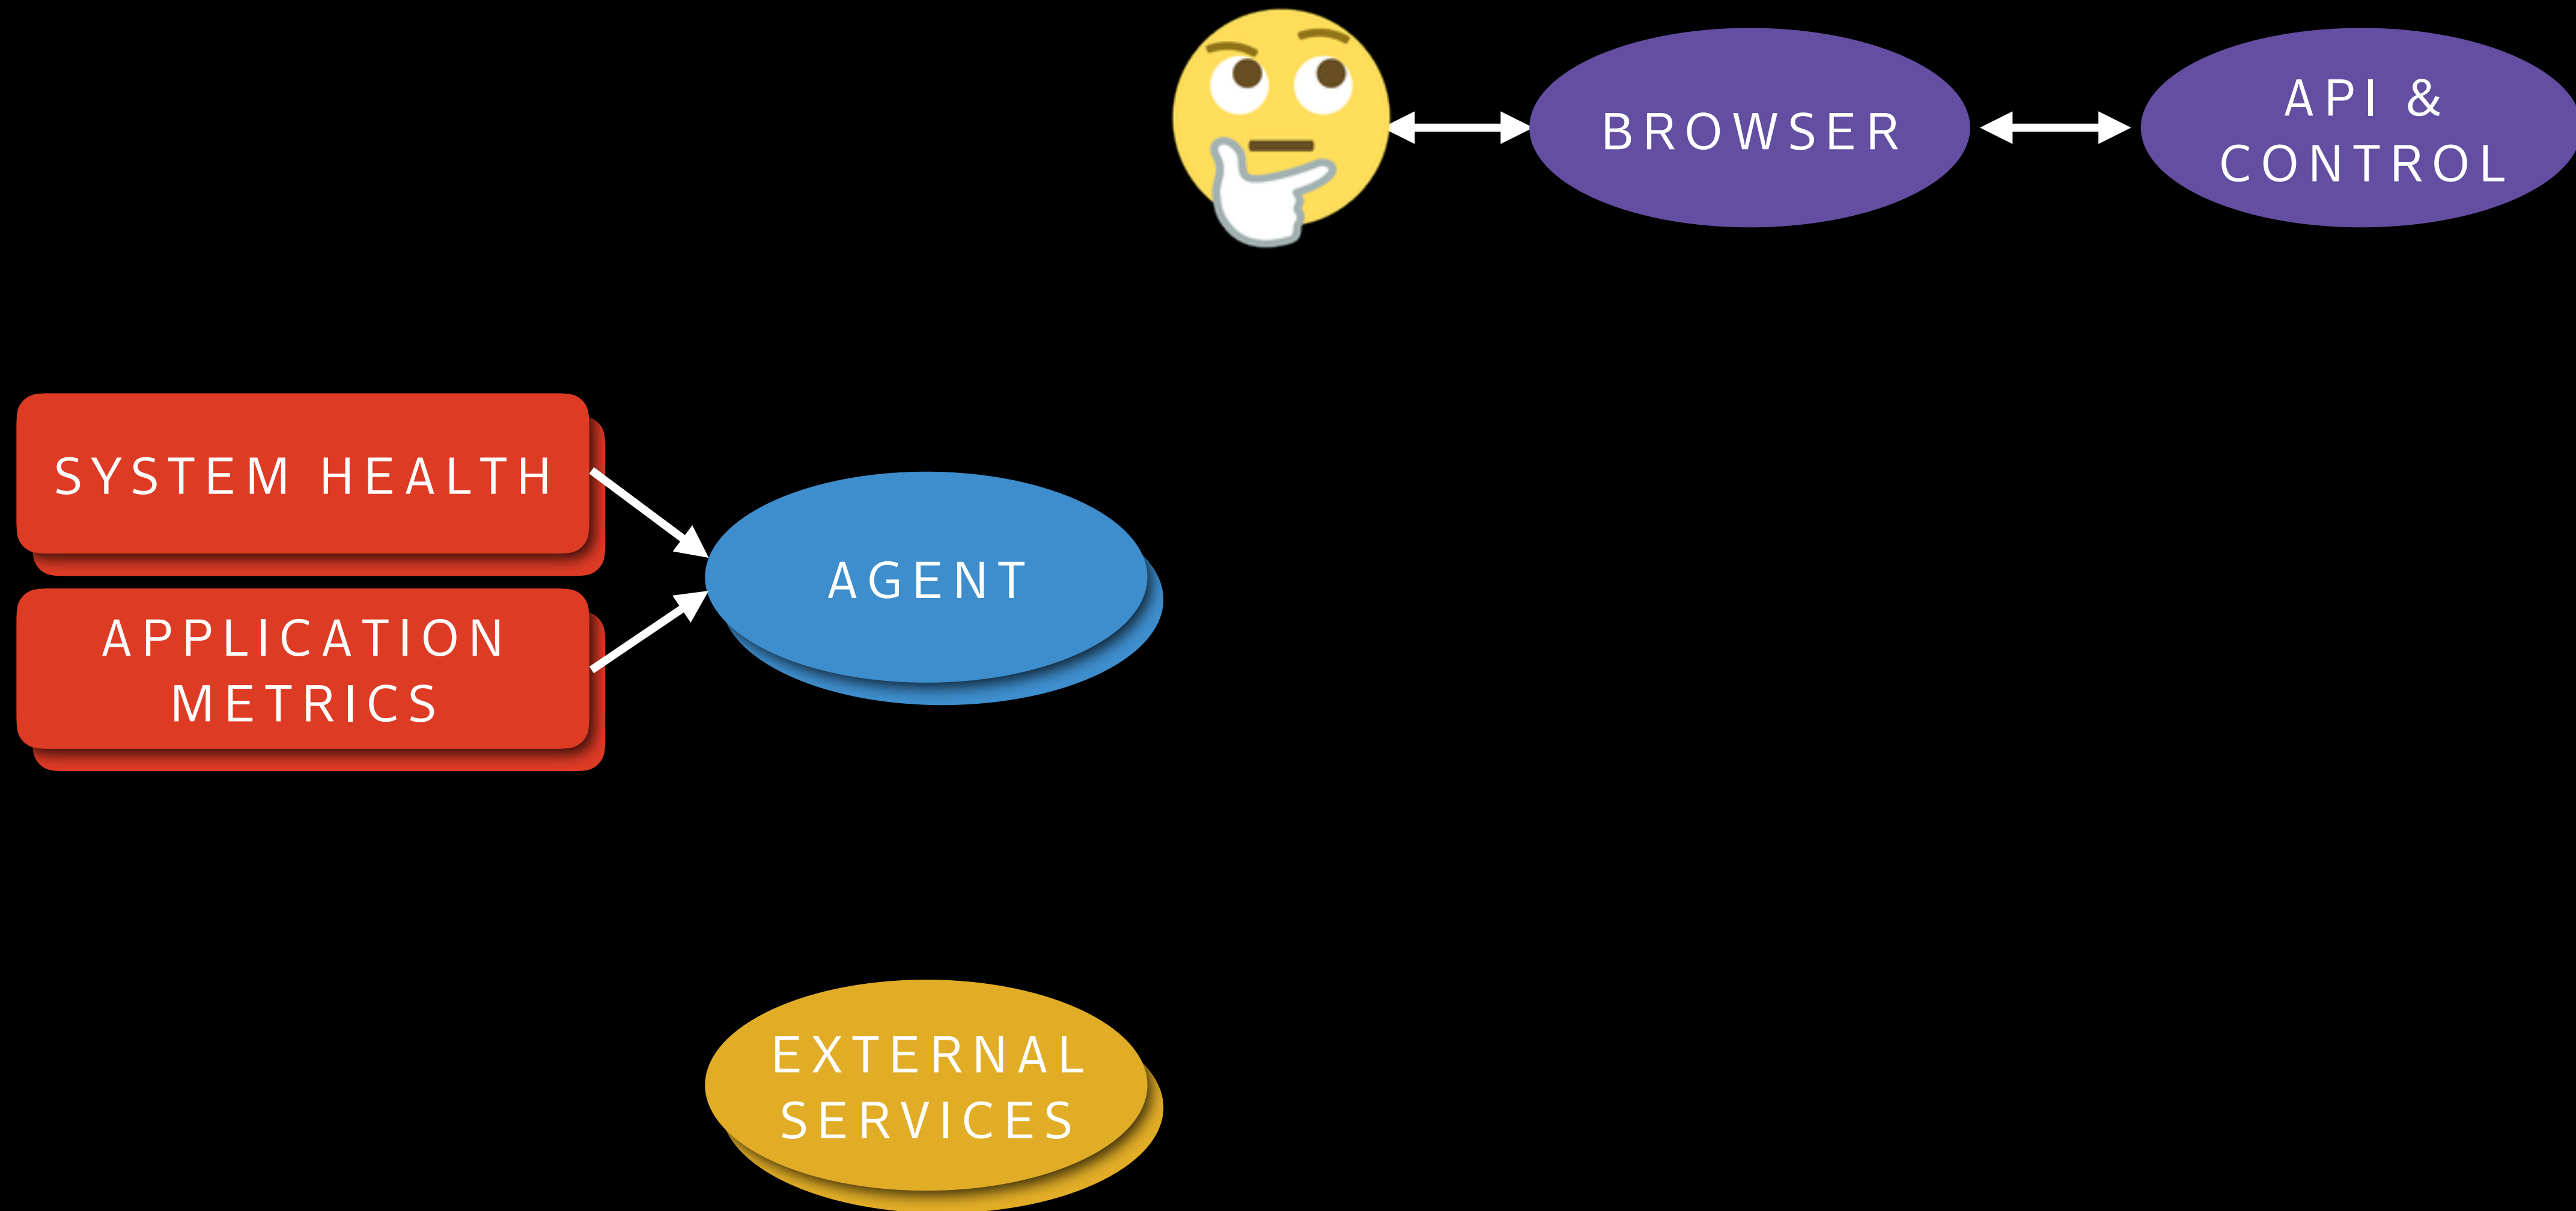 BROWSER
API &
CONTROL
SYSTEM HEALTH
APPLICATION
METRICS
AGENT
EXTERNAL
SERVICES